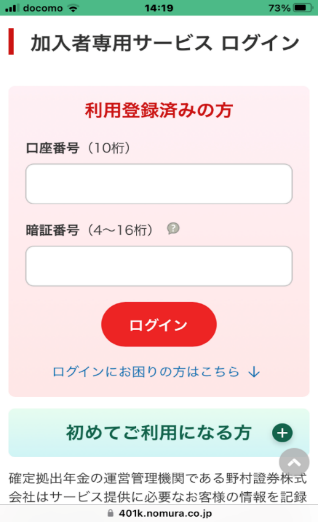 docomo 14:19 73%
加入者専用サービス ログイン
利用登録済みの方
口座番号（10桁）
暗証番号（4～16桁） ?
ログイン
ログインにお困りの方はこちら ↓
初めてご利用になる方 +
確定拠出年金の運営管理機関である野村證券株式
会社はサービス提供に必要なお客様の情報を記録
401k.nomura.co.jp